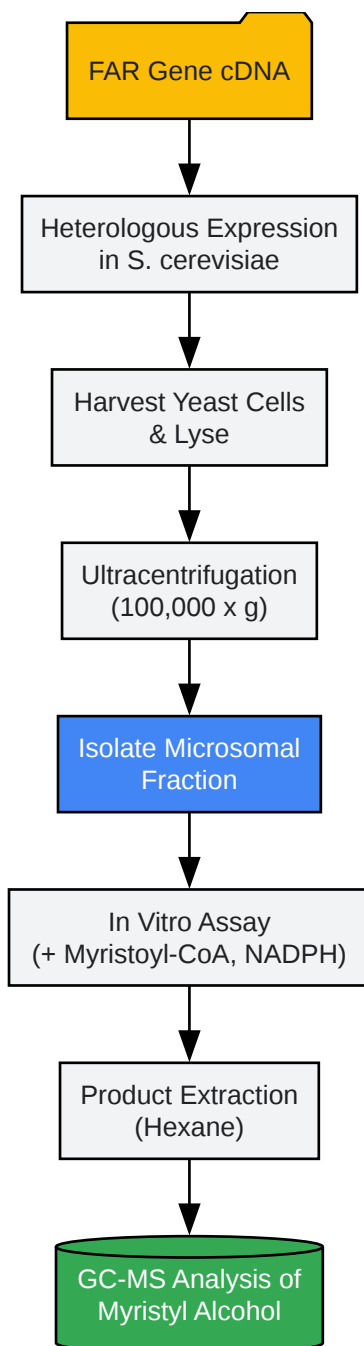 FAR Gene cDNA
Heterologous Expression
in S. cerevisiae
Harvest Yeast Cells
& Lyse
Ultracentrifugation
(100,000 x g)
Isolate Microsomal
Fraction
In Vitro Assay
(+ Myristoyl-CoA, NADPH)
Product Extraction
(Hexane)
GC-MS Analysis of
Myristyl Alcohol